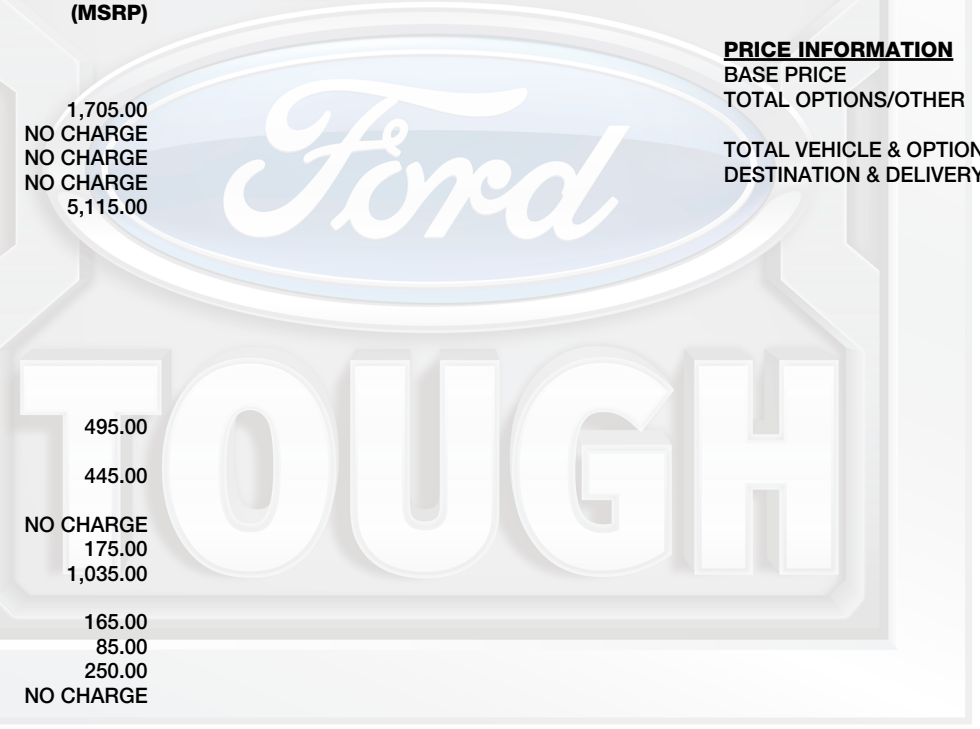 (MSRP)
1,705.00
NO CHARGE
NO CHARGE
NO CHARGE
5,115.00
495.00
445.00
NO CHARGE
175.00
1,035.00
165.00
85.00
250.00
NO CHARGE
PRICE INFORMATION
BASE PRICE
TOTAL OPTIONS/OTHER
TOTAL VEHICLE & OPTION
DESTINATION & DELIVERY
Ford
TOUGH